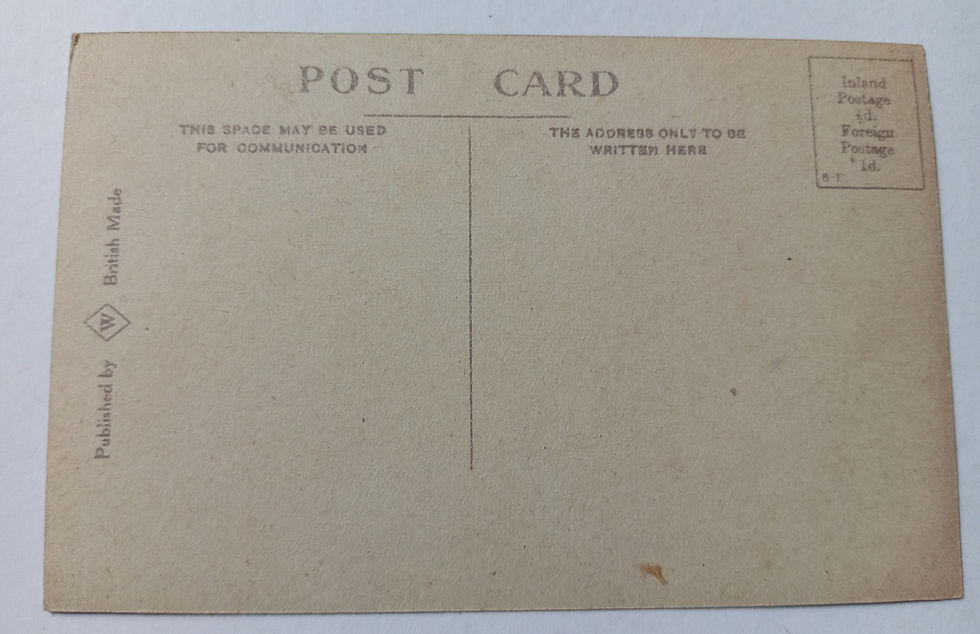 POST CARD
THIS SPACE MAY BE USED
FOR COMMUNICATION
THE ADDRESS ONLY TO BE
WRITTEN HERE
Inland
Postage
½d.
Foreign
Postage
1d.
Published by W British Made